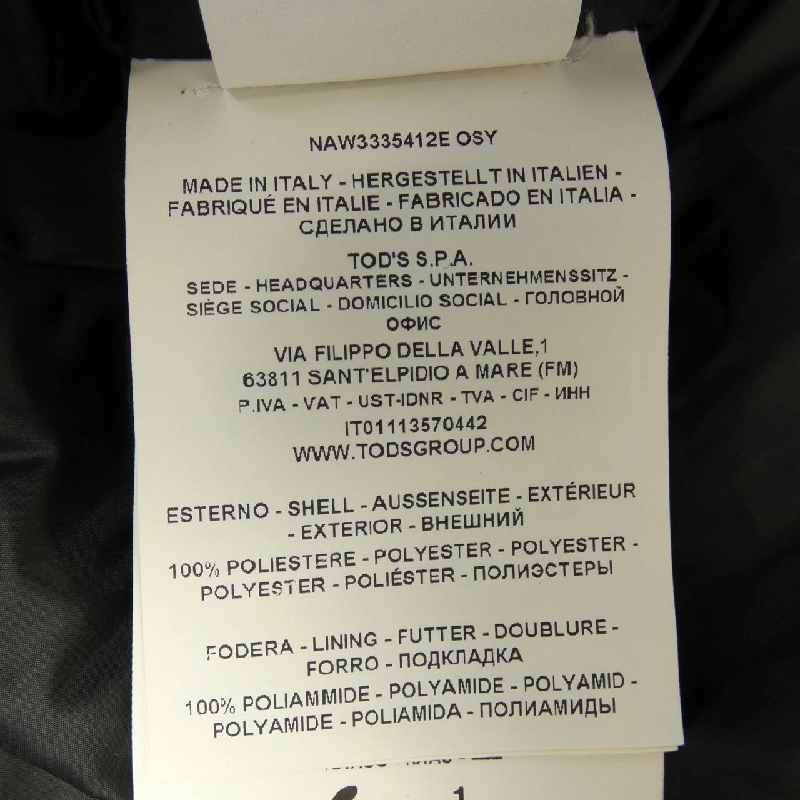 NAW3335412E OSY
MADE IN ITALY - HERGESTELLT IN ITALIEN -
FABRIQUÉ EN ITALIE - FABRICADO EN ITALIA -
СДЕЛАНО В ИТАЛИИ
TOD'S S.P.A.
SEDE - HEADQUARTERS - UNTERNEHMENSSITZ -
SIÈGE SOCIAL - DOMICILIO SOCIAL - ГОЛОВНОЙ
ОФИС
VIA FILIPPO DELLA VALLE,1
63811 SANT'ELPIDIO A MARE (FM)
P.IVA - VAT - UST-IDNR - TVA - CIF - ИНН
IT01113570442
WWW.TODSGROUP.COM
ESTERNO - SHELL - AUSSENSEITE - EXTÉRIEUR
- EXTERIOR - ВНЕШНИЙ
100% POLIESTERE - POLYESTER - POLYESTER -
POLYESTER - POLIÉSTER - ПОЛИЭСТЕРЫ
FODERA - LINING - FUTTER - DOUBLURE -
FORRO - ПОДКЛАДКА
100% POLIAMMIDE - POLYAMIDE - POLYAMID -
POLYAMIDE - POLIAMIDA - ПОЛИАМИДЫ
1